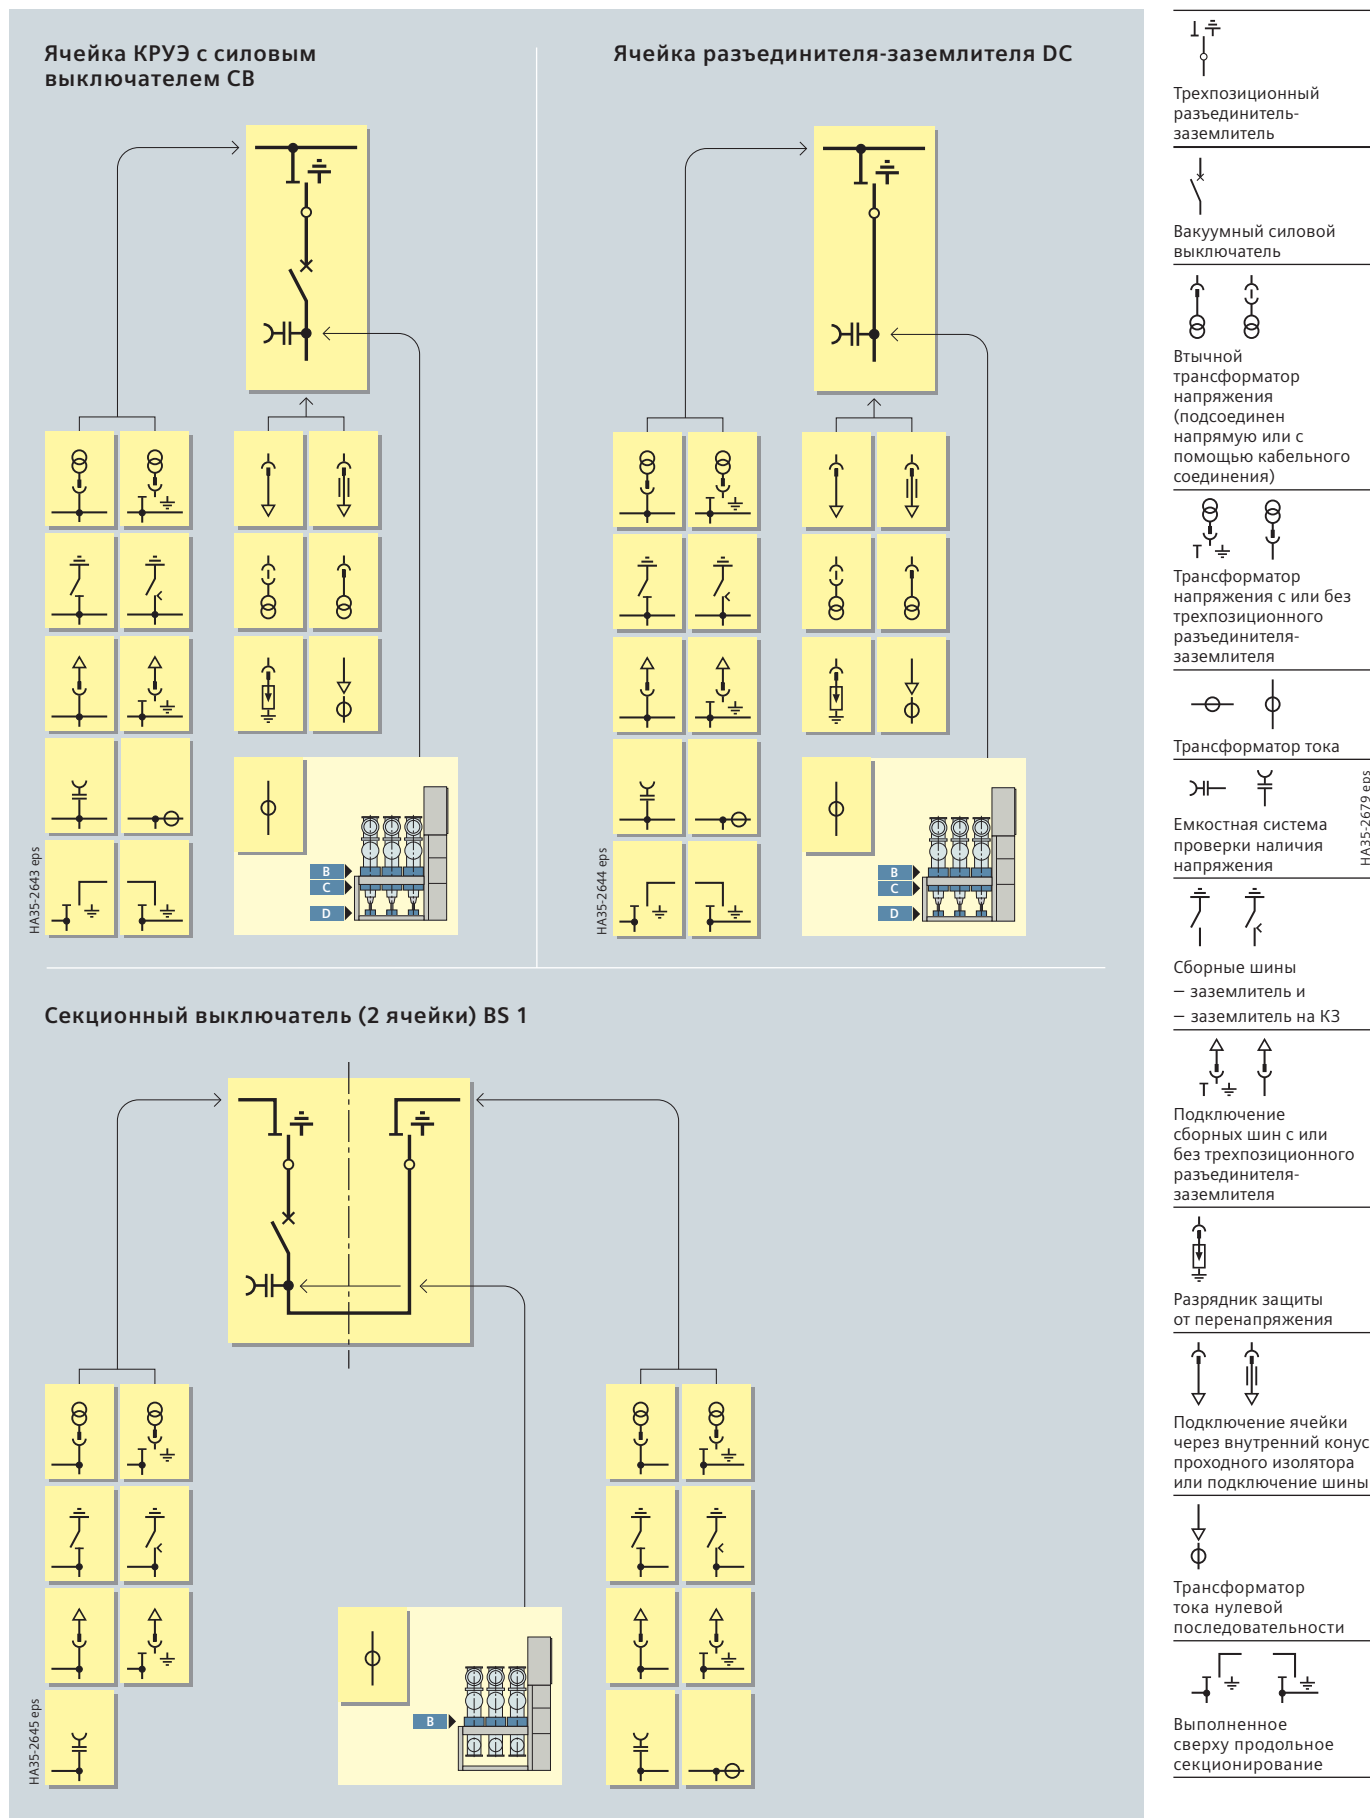 Ячейка КРУЭ с силовым
выключателем СВ
Ячейка разъединителя-заземлителя DC
B
C
D
HA35-2643 eps
B
C
D
HA35-2644 eps
Секционный выключатель (2 ячейки) BS 1
B
HA35-2645 eps
Трехпозиционный
разъединитель-
заземлитель
Вакуумный силовой
выключатель
Втычной
трансформатор
напряжения
(подсоединен
напрямую или с
помощью кабельного
соединения)
Трансформатор
напряжения с или без
трехпозиционного
разъединителя-
заземлителя
Трансформатор тока
Емкостная система
проверки наличия
напряжения
HA35-2679 eps
Сборные шины
– заземлитель и
– заземлитель на КЗ
Подключение
сборных шин с или
без трехпозиционного
разъединителя-
заземлителя
Разрядник защиты
от перенапряжения
Подключение ячейки
через внутренний конус
проходного изолятора
или подключение шины
Трансформатор
тока нулевой
последовательности
Выполненное
сверху продольное
секционирование